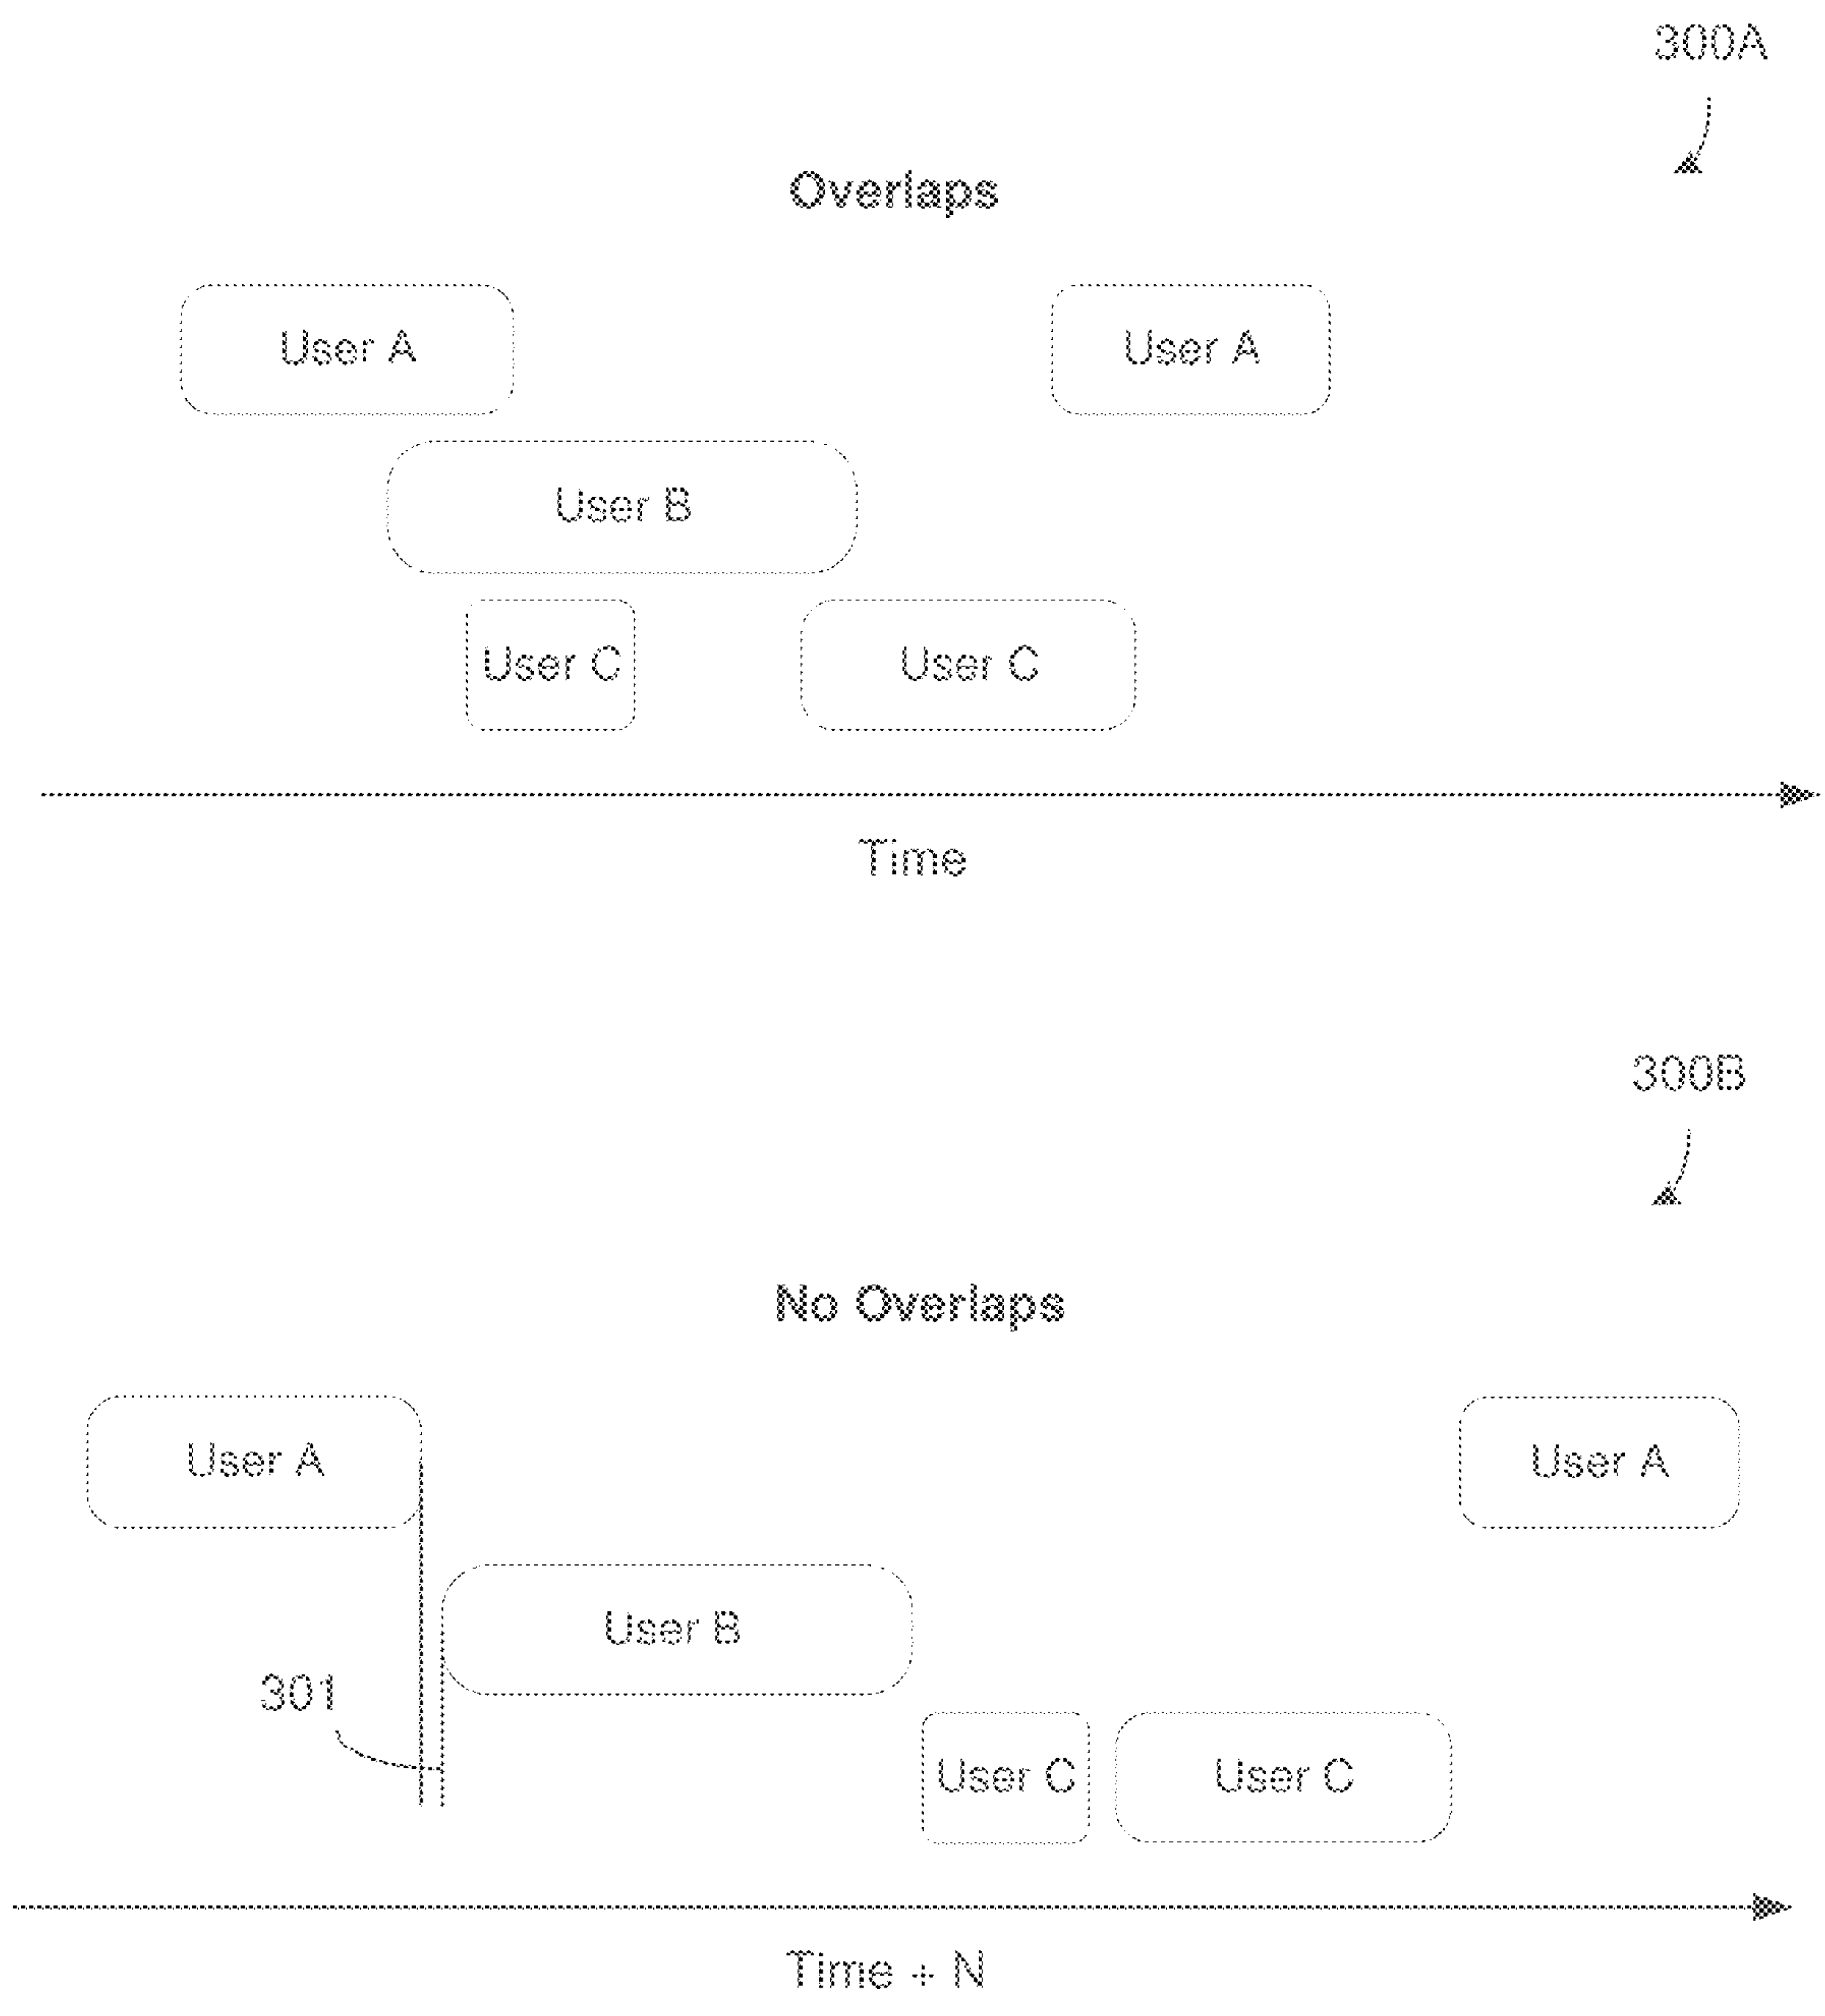 300A
Overlaps
User A
User A
User B
User C
User C
Time
300B
No Overlaps
User A
User A
User B
301
User C
User C
Time + N